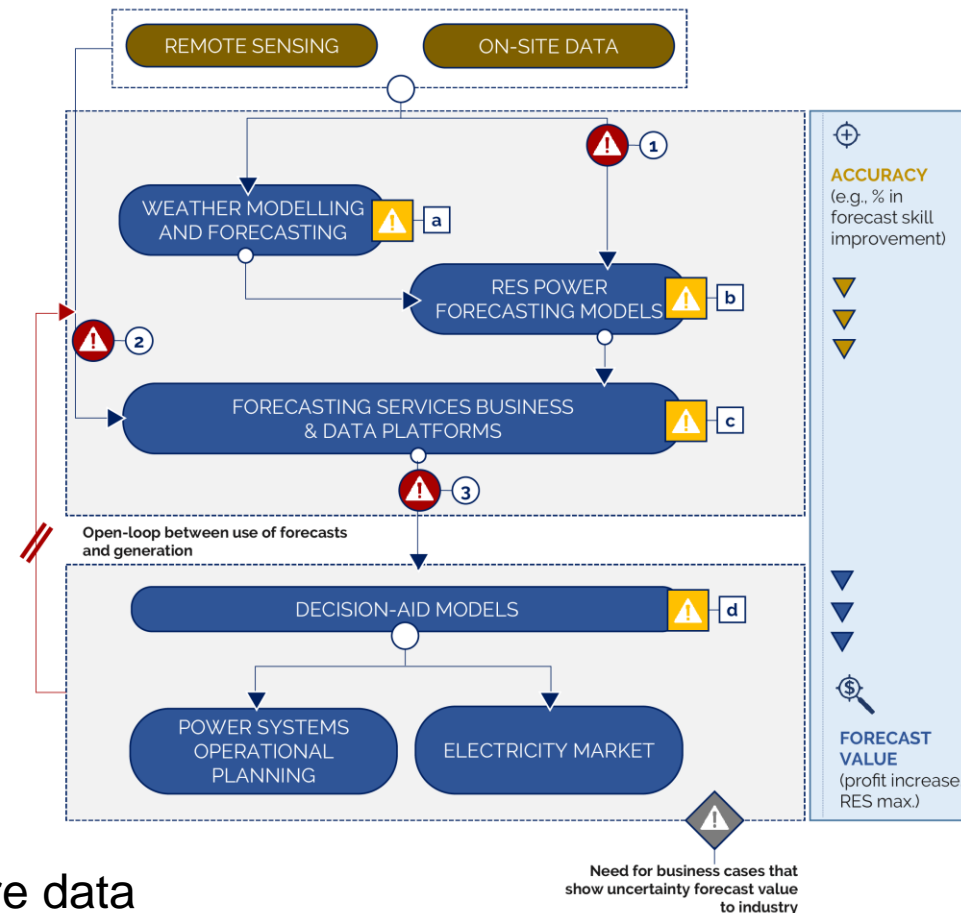 REMOTE SENSING
ON-SITE DATA
1
WEATHER MODELLING
AND FORECASTING
a
RES POWER
FORECASTING MODELS
b
2
FORECASTING SERVICES BUSINESS
& DATA PLATFORMS
c
3
Open-loop between use of forecasts
and generation
DECISION-AID MODELS
d
POWER SYSTEMS
OPERATIONAL
PLANNING
ELECTRICITY MARKET
ACCURACY
(e.g., % in
forecast skill
improvement)
$
FORECAST
VALUE
(profit increase
RES max.)
Need for business cases that
show uncertainty forecast value
to industry
data